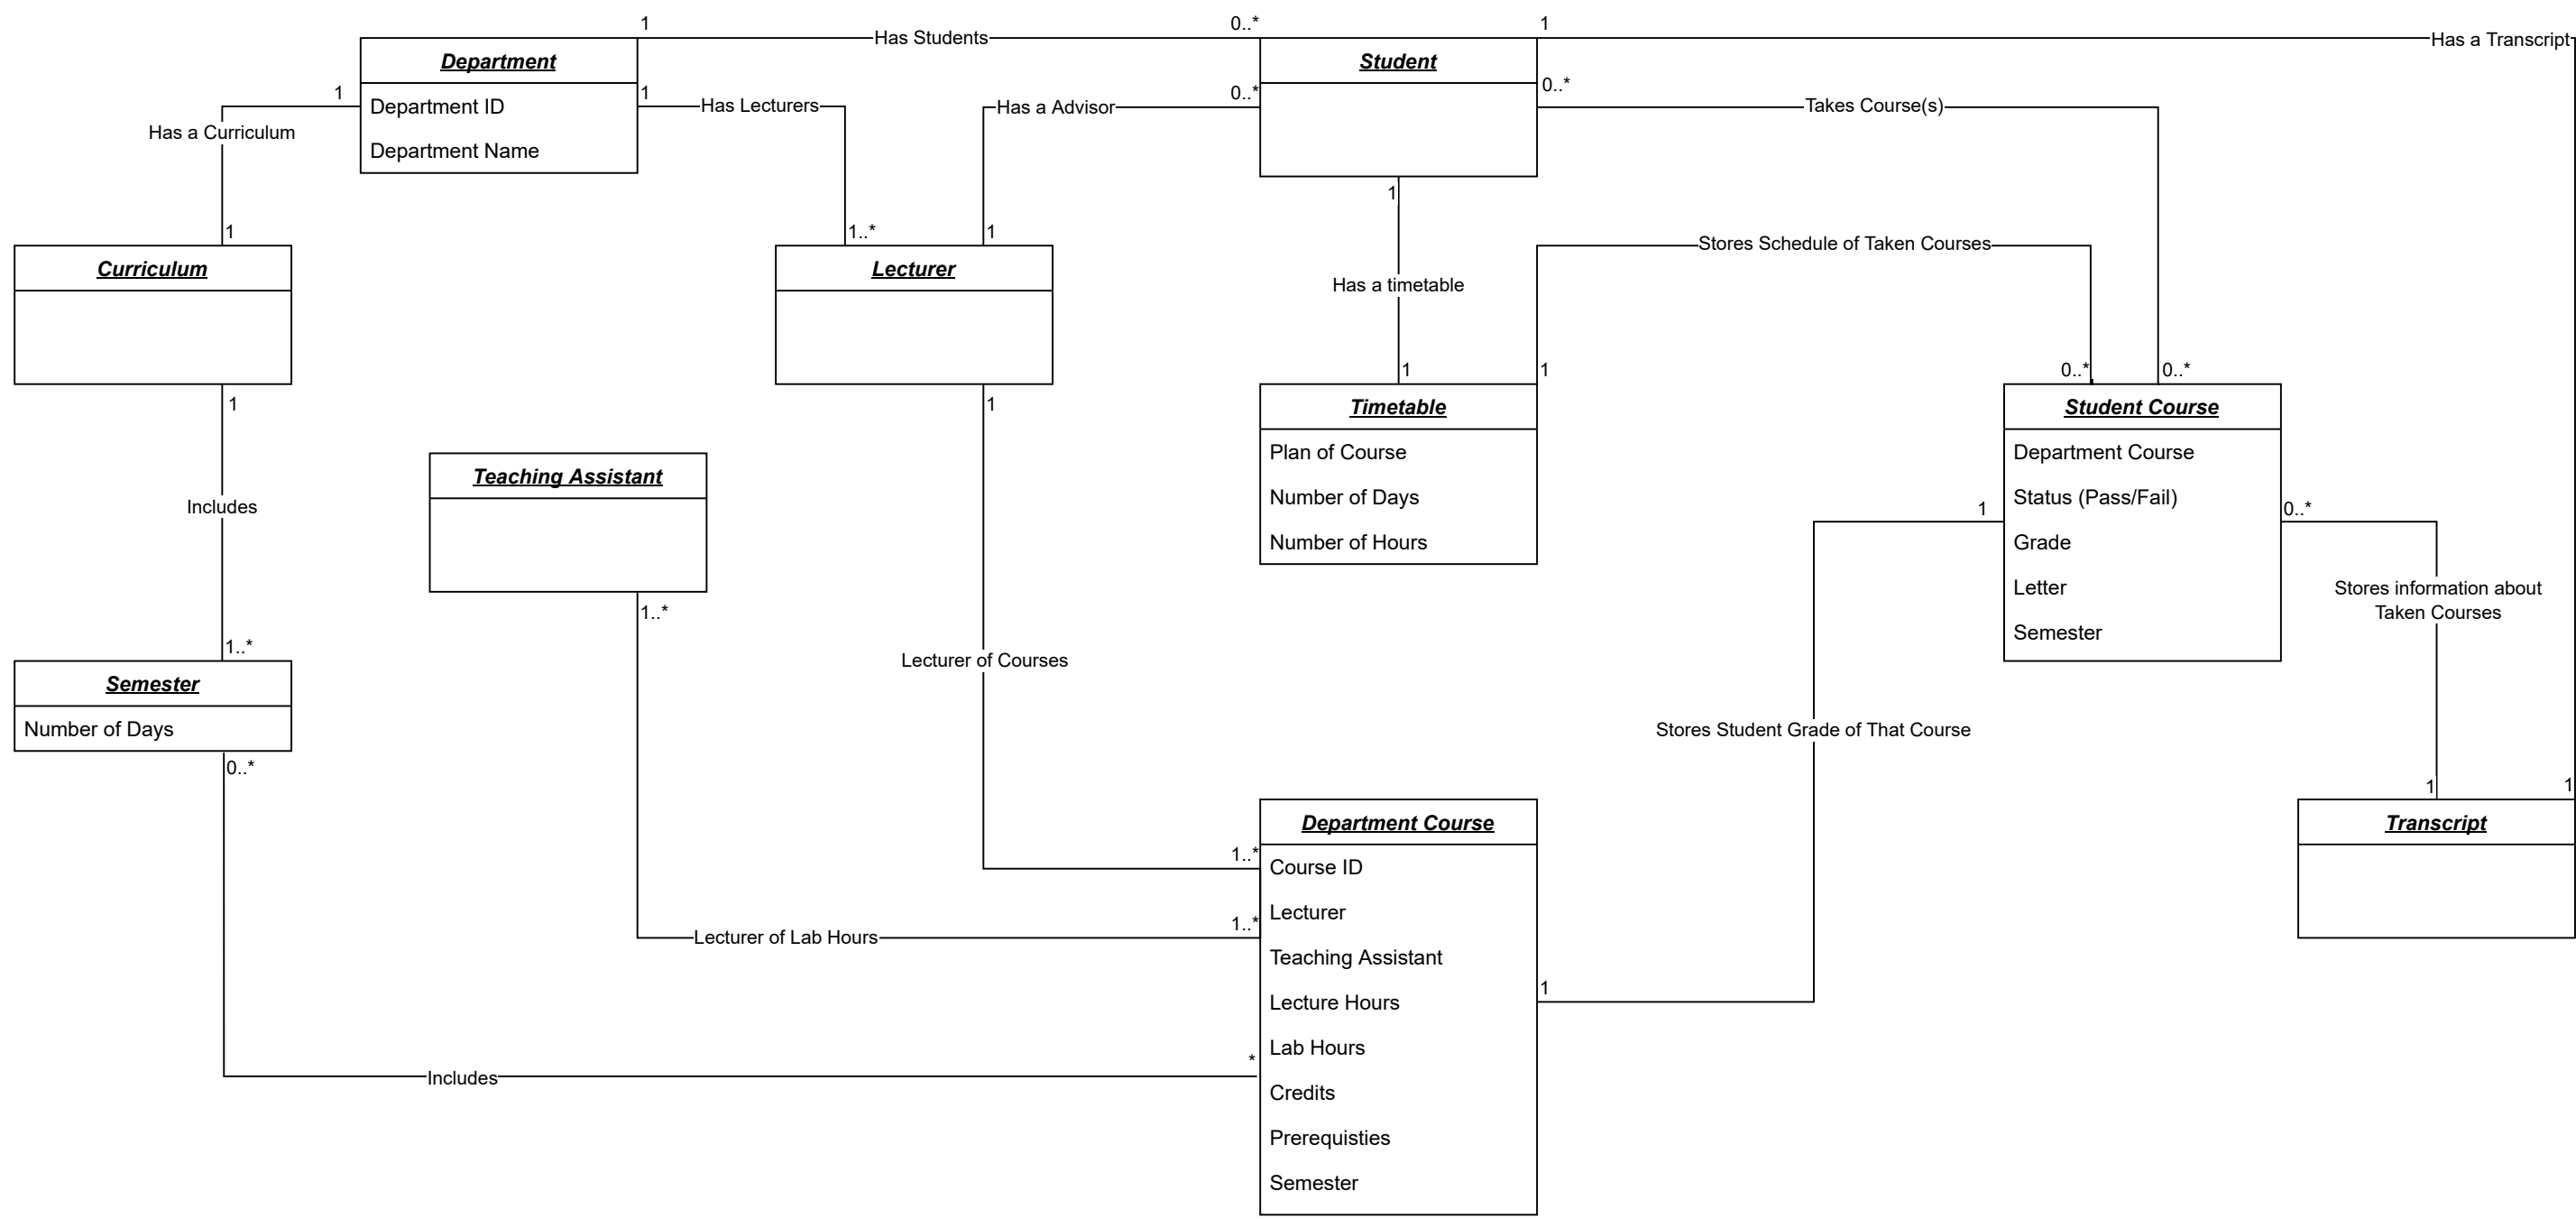 1
0..*
1
Has Students
Has a Transcript
Department
Student
0..*
1
1
0..*
Department ID
Has Lecturers
Has a Advisor
Takes Course(s)
Has a Curriculum
Department Name
1
1
1..*
1
Stores Schedule of Taken Courses
Curriculum
Lecturer
Has a timetable
1
1
0..*
0..*
1
1
Timetable
Student Course
Teaching Assistant
Plan of Course
Number of Days
Number of Hours
Department Course
Status (Pass/Fail)
Grade
Letter
Semester
Includes
1
0..*
Stores information about
Taken Courses
1..*
1..*
Lecturer of Courses
Semester
Number of Days
Stores Student Grade of That Course
0..*
1
1
Department Course
Transcript
1..*
Course ID
Lecturer
Teaching Assistant
Lecture Hours
Lab Hours
Credits
Prerequisties
Semester
1..*
Lecturer of Lab Hours
1
*
Includes